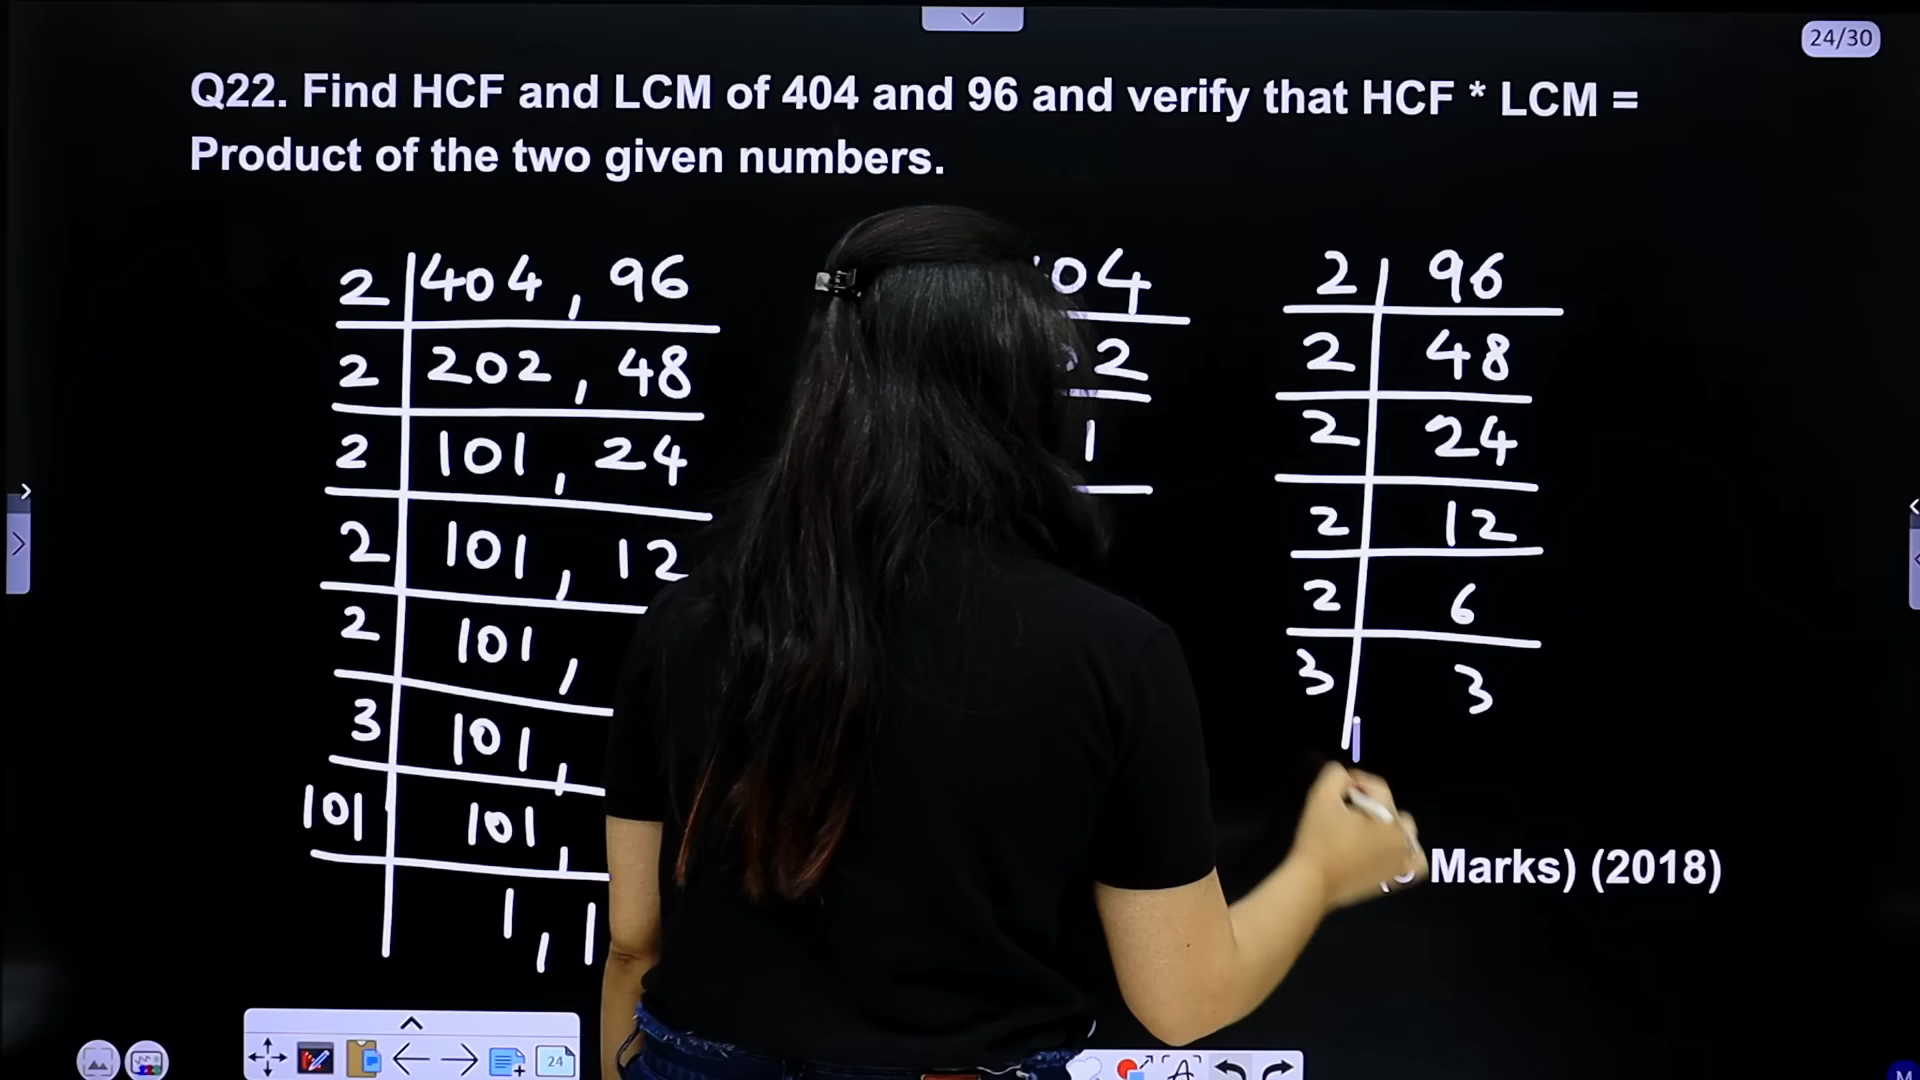 24/30
Q22. Find HCF and LCM of 404 and 96 and verify that HCF * LCM =
Product of the two given numbers.
2 404, 96
2 202, 48
2 101, 24
2 101, 12
2 101,
3 101,
101 101,
1, 1
04
2
1
2 96
2 48
2 24
2 12
2 6
3 3
Marks) (2018)
24